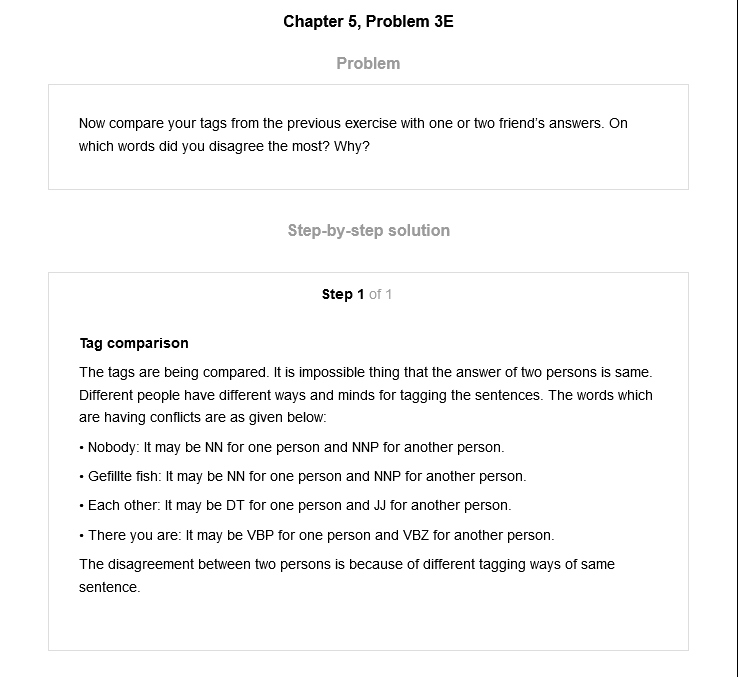 Chapter 5, Problem 3E
Problem
Now compare your tags from the previous exercise with one or two friend's answers. On
which words did you disagree the most? Why?
Step-by-step solution
Step 1 of 1
Tag comparison
The tags are being compared. It is impossible thing that the answer of two persons is same.
Different people have different ways and minds for tagging the sentences. The words which
are having conflicts are as given below:
• Nobody: It may be NN for one person and NNP for another person.
• Gefillte fish: It may be NN for one person and NNP for another person.
• Each other: It may be DT for one person and JJ for another person.
• There you are: It may be VBP for one person and VBZ for another person.
The disagreement between two persons is because of different tagging ways of same
sentence.